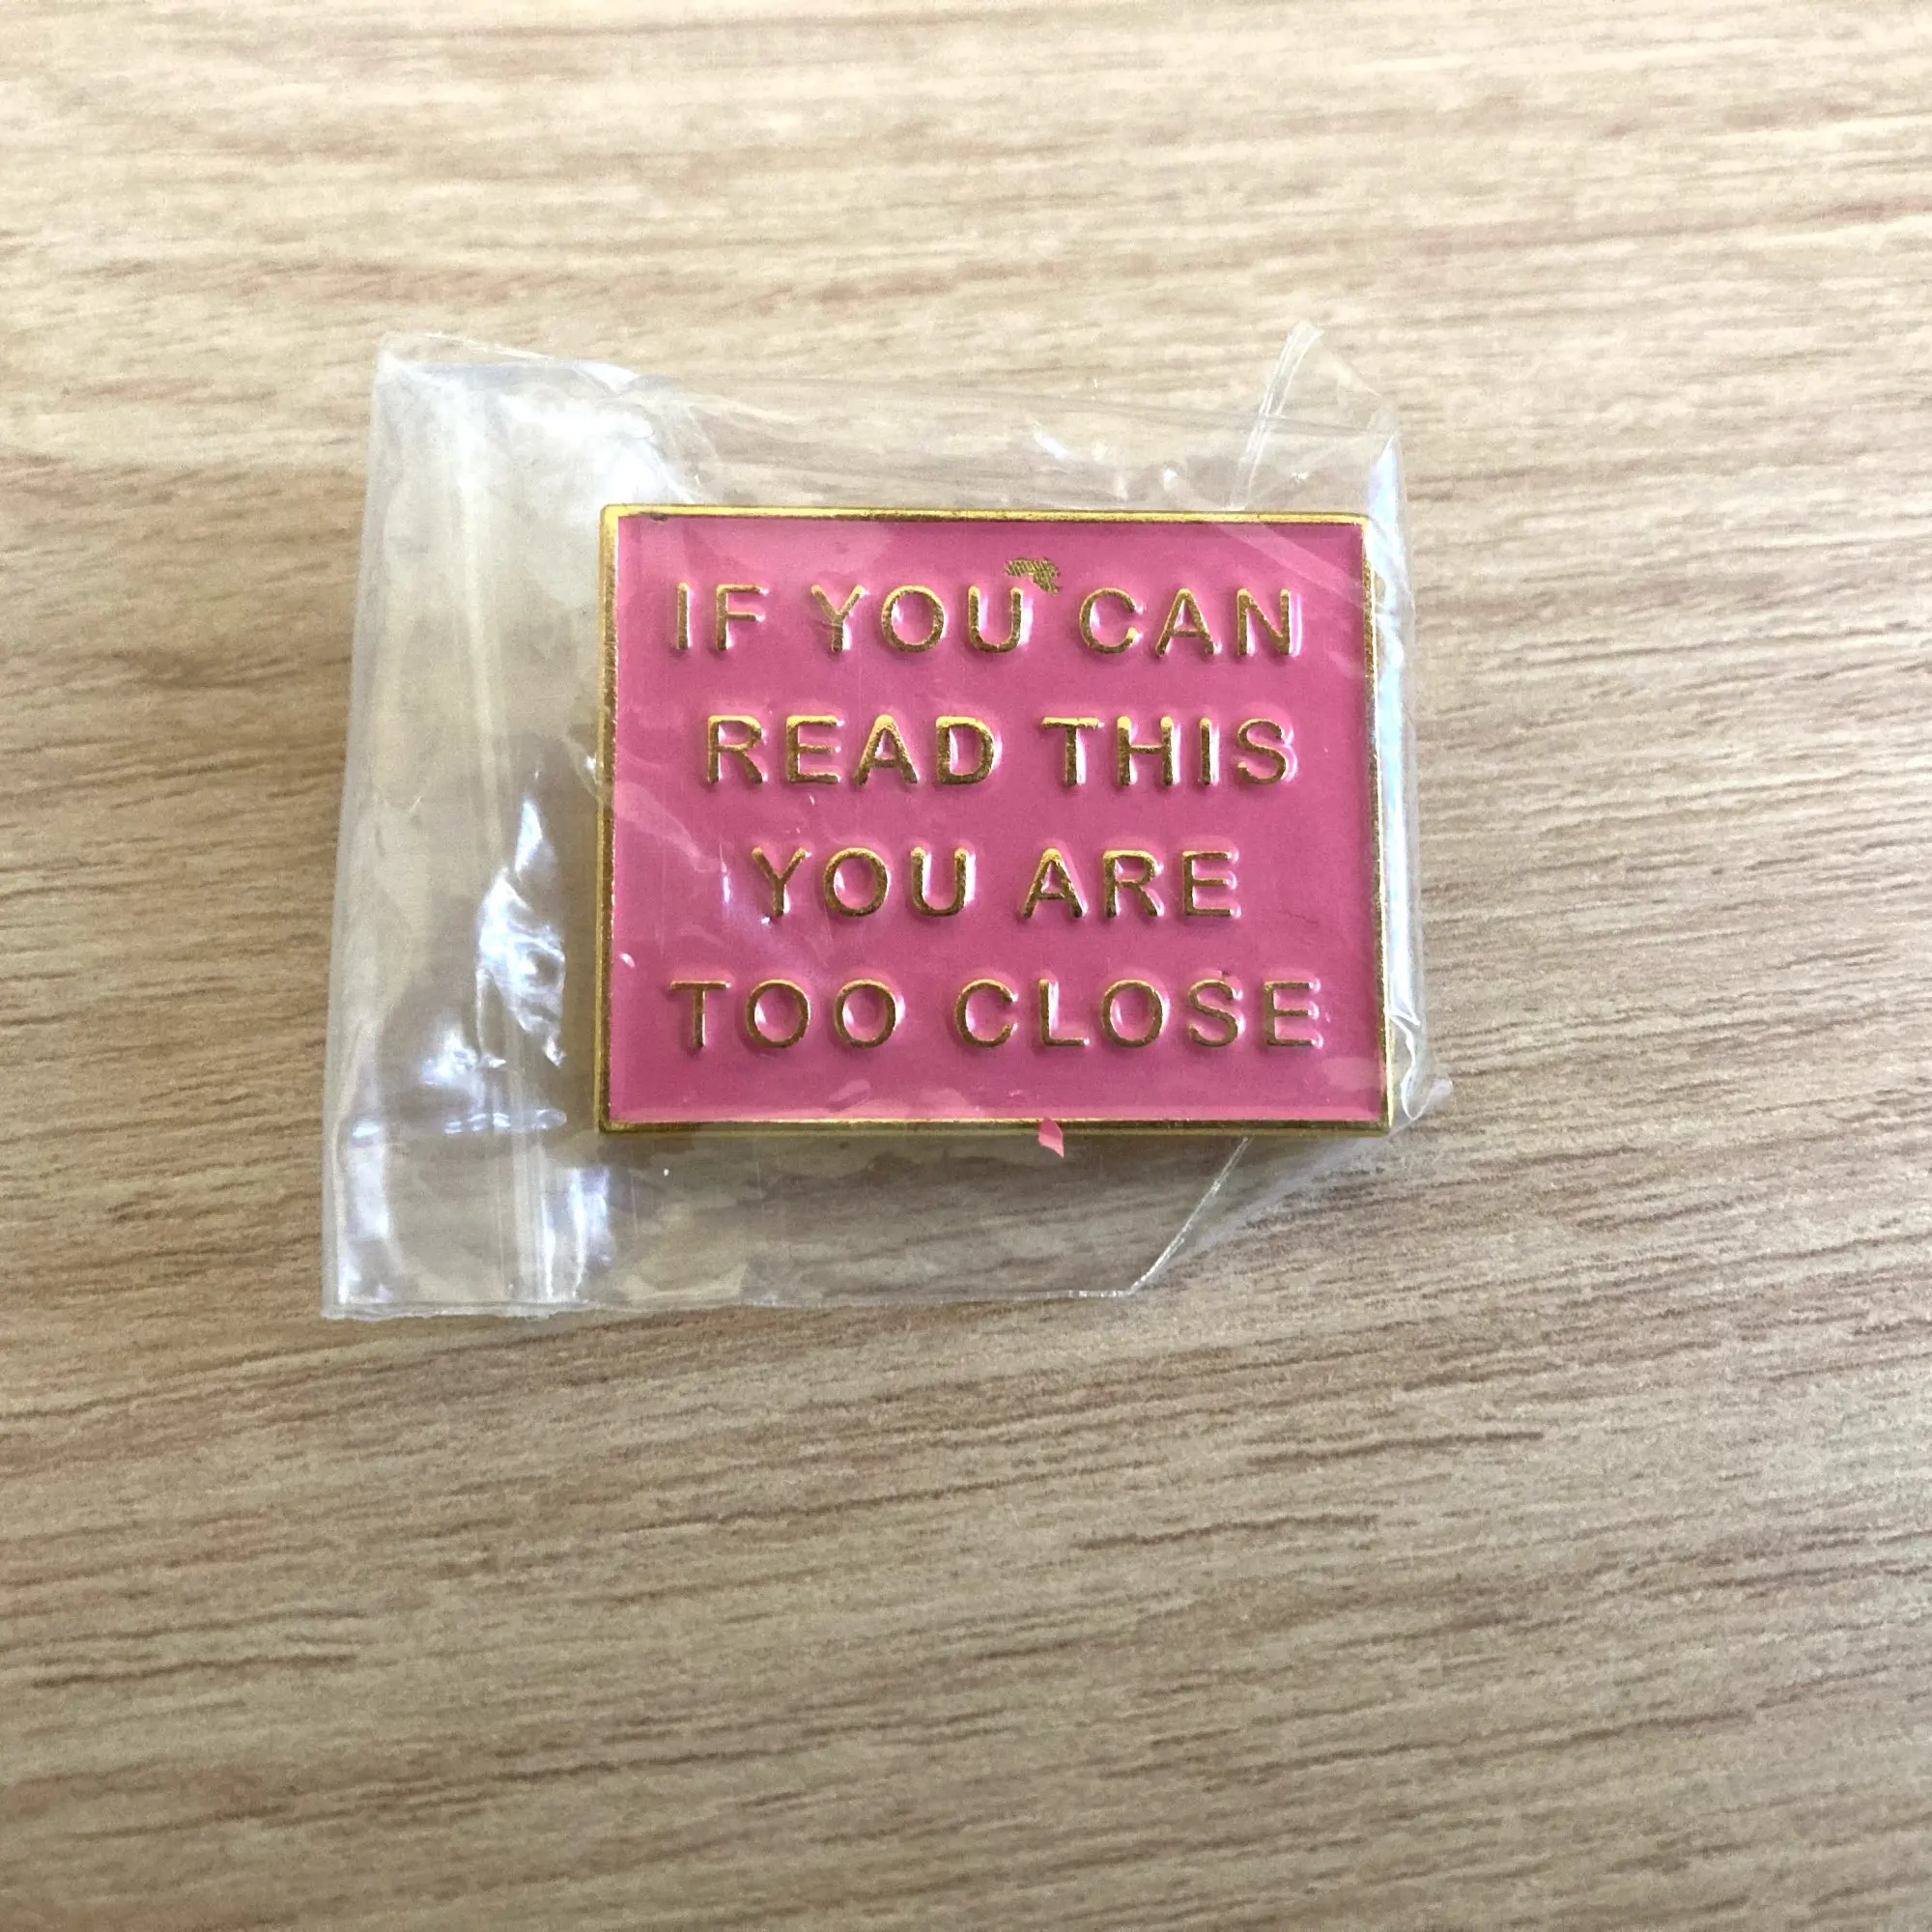 IF YOU CAN
READ THIS
YOU ARE
TOO CLOSE